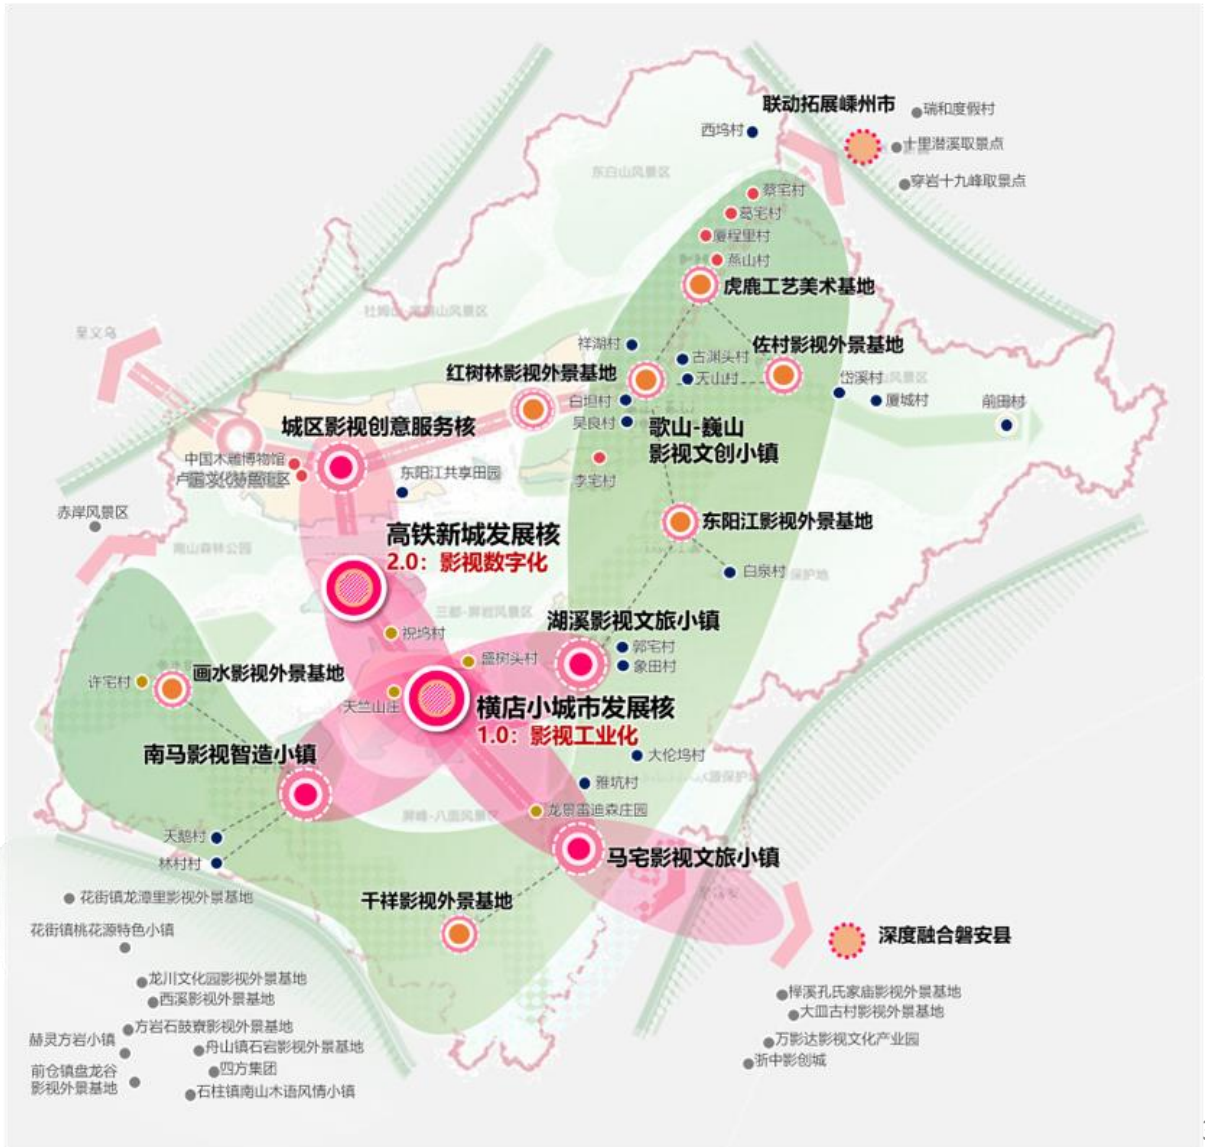 联动拓展嵊州市
瑞和度假村
西坞村
十里潜溪取景点
穿岩十九峰取景点
东白山风景区
蔡宅村
葛宅村
厦程里村
燕山村
虎鹿工艺美术基地
至义乌
祥湖村
古渊头村
佐村影视外景基地
红树林影视外景基地
天山村
岱溪村
白坦村
厦城村
前田村
吴良村
城区影视创意服务核
歌山-巍山
影视文创小镇
中国木雕博物馆
东阳江共享田园
李宅村
赤岸风景区
东阳江影视外景基地
高铁新城发展核
2.0：影视数字化
南山森林公园
白泉村
保护地
三都-屏岩风景区
湖溪影视文旅小镇
祝坞村
郭宅村
盛树头村
象田村
画水影视外景基地
许宅村
天竺山庄
横店小城市发展核
1.0：影视工业化
南马影视智造小镇
大伦坞村
雅坑村
龙景雷迪森庄园
屏峰-八面风景区
天鹅村
马宅影视文旅小镇
林村村
花街镇龙潭里影视外景基地
千祥影视外景基地
花街镇桃花源特色小镇
深度融合磐安县
龙川文化园影视外景基地
西溪影视外景基地
榉溪孔氏家庙影视外景基地
大皿古村影视外景基地
方岩石鼓寮影视外景基地
赫灵方岩小镇
舟山镇石岩影视外景基地
万影达影视文化产业园
浙中影创城
前仓镇盘龙谷
影视外景基地
四方集团
石柱镇南山木语风情小镇